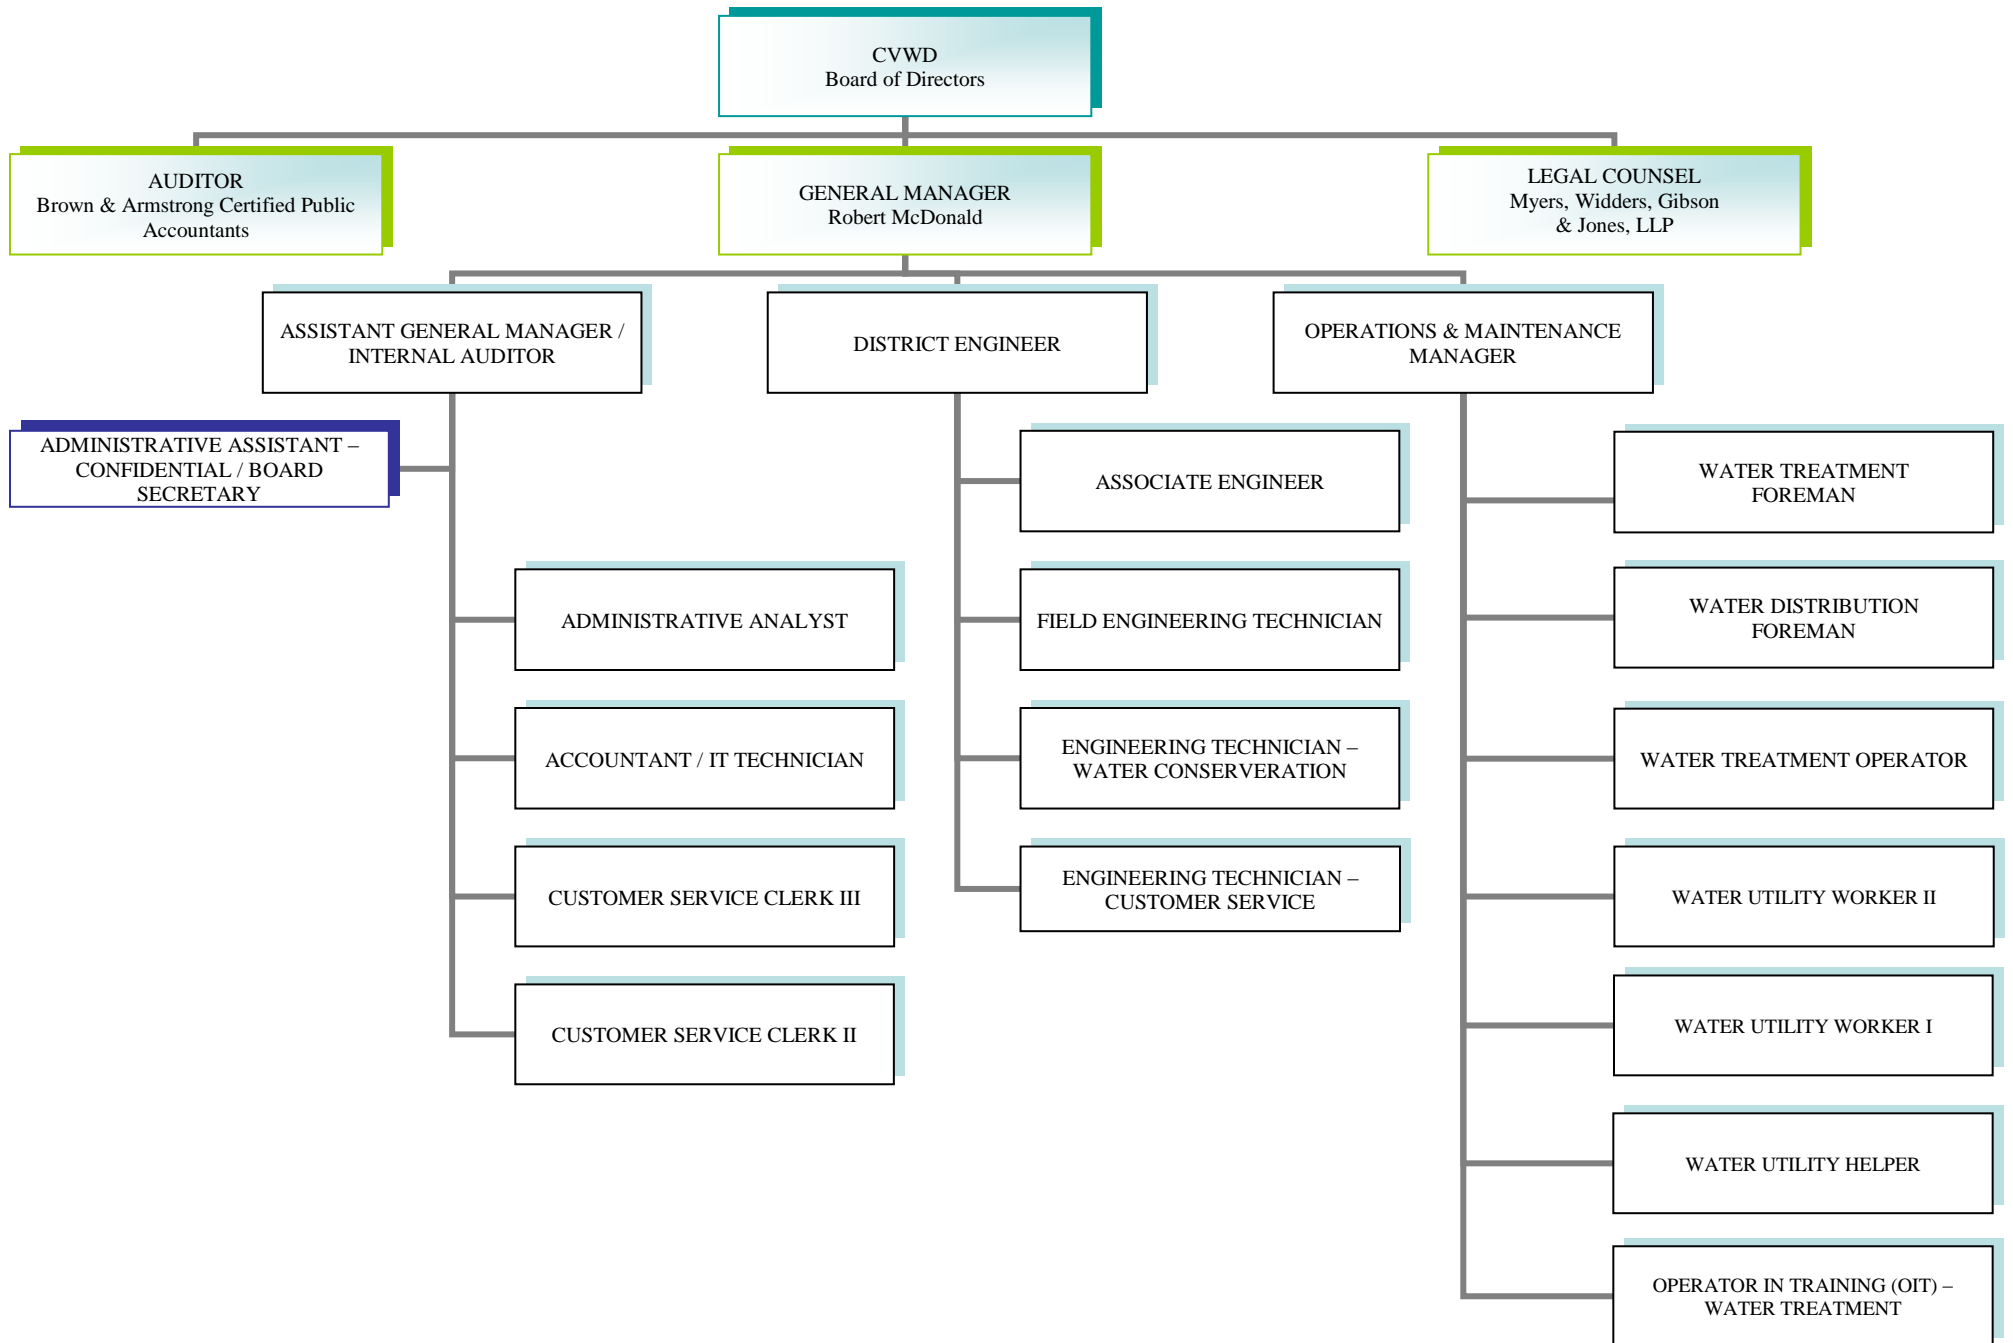 CVWD
Board of Directors
AUDITOR
Brown & Armstrong Certified Public
Accountants
GENERAL MANAGER
Robert McDonald
LEGAL COUNSEL
Myers, Widders, Gibson
& Jones, LLP
ASSISTANT GENERAL MANAGER /
INTERNAL AUDITOR
DISTRICT ENGINEER
OPERATIONS & MAINTENANCE
MANAGER
ADMINISTRATIVE ASSISTANT –
CONFIDENTIAL / BOARD
SECRETARY
ADMINISTRATIVE ANALYST
ACCOUNTANT / IT TECHNICIAN
CUSTOMER SERVICE CLERK III
CUSTOMER SERVICE CLERK II
ASSOCIATE ENGINEER
FIELD ENGINEERING TECHNICIAN
ENGINEERING TECHNICIAN –
WATER CONSERVERATION
ENGINEERING TECHNICIAN –
CUSTOMER SERVICE
WATER TREATMENT
FOREMAN
WATER DISTRIBUTION
FOREMAN
WATER TREATMENT OPERATOR
WATER UTILITY WORKER II
WATER UTILITY WORKER I
WATER UTILITY HELPER
OPERATOR IN TRAINING (OIT) –
WATER TREATMENT